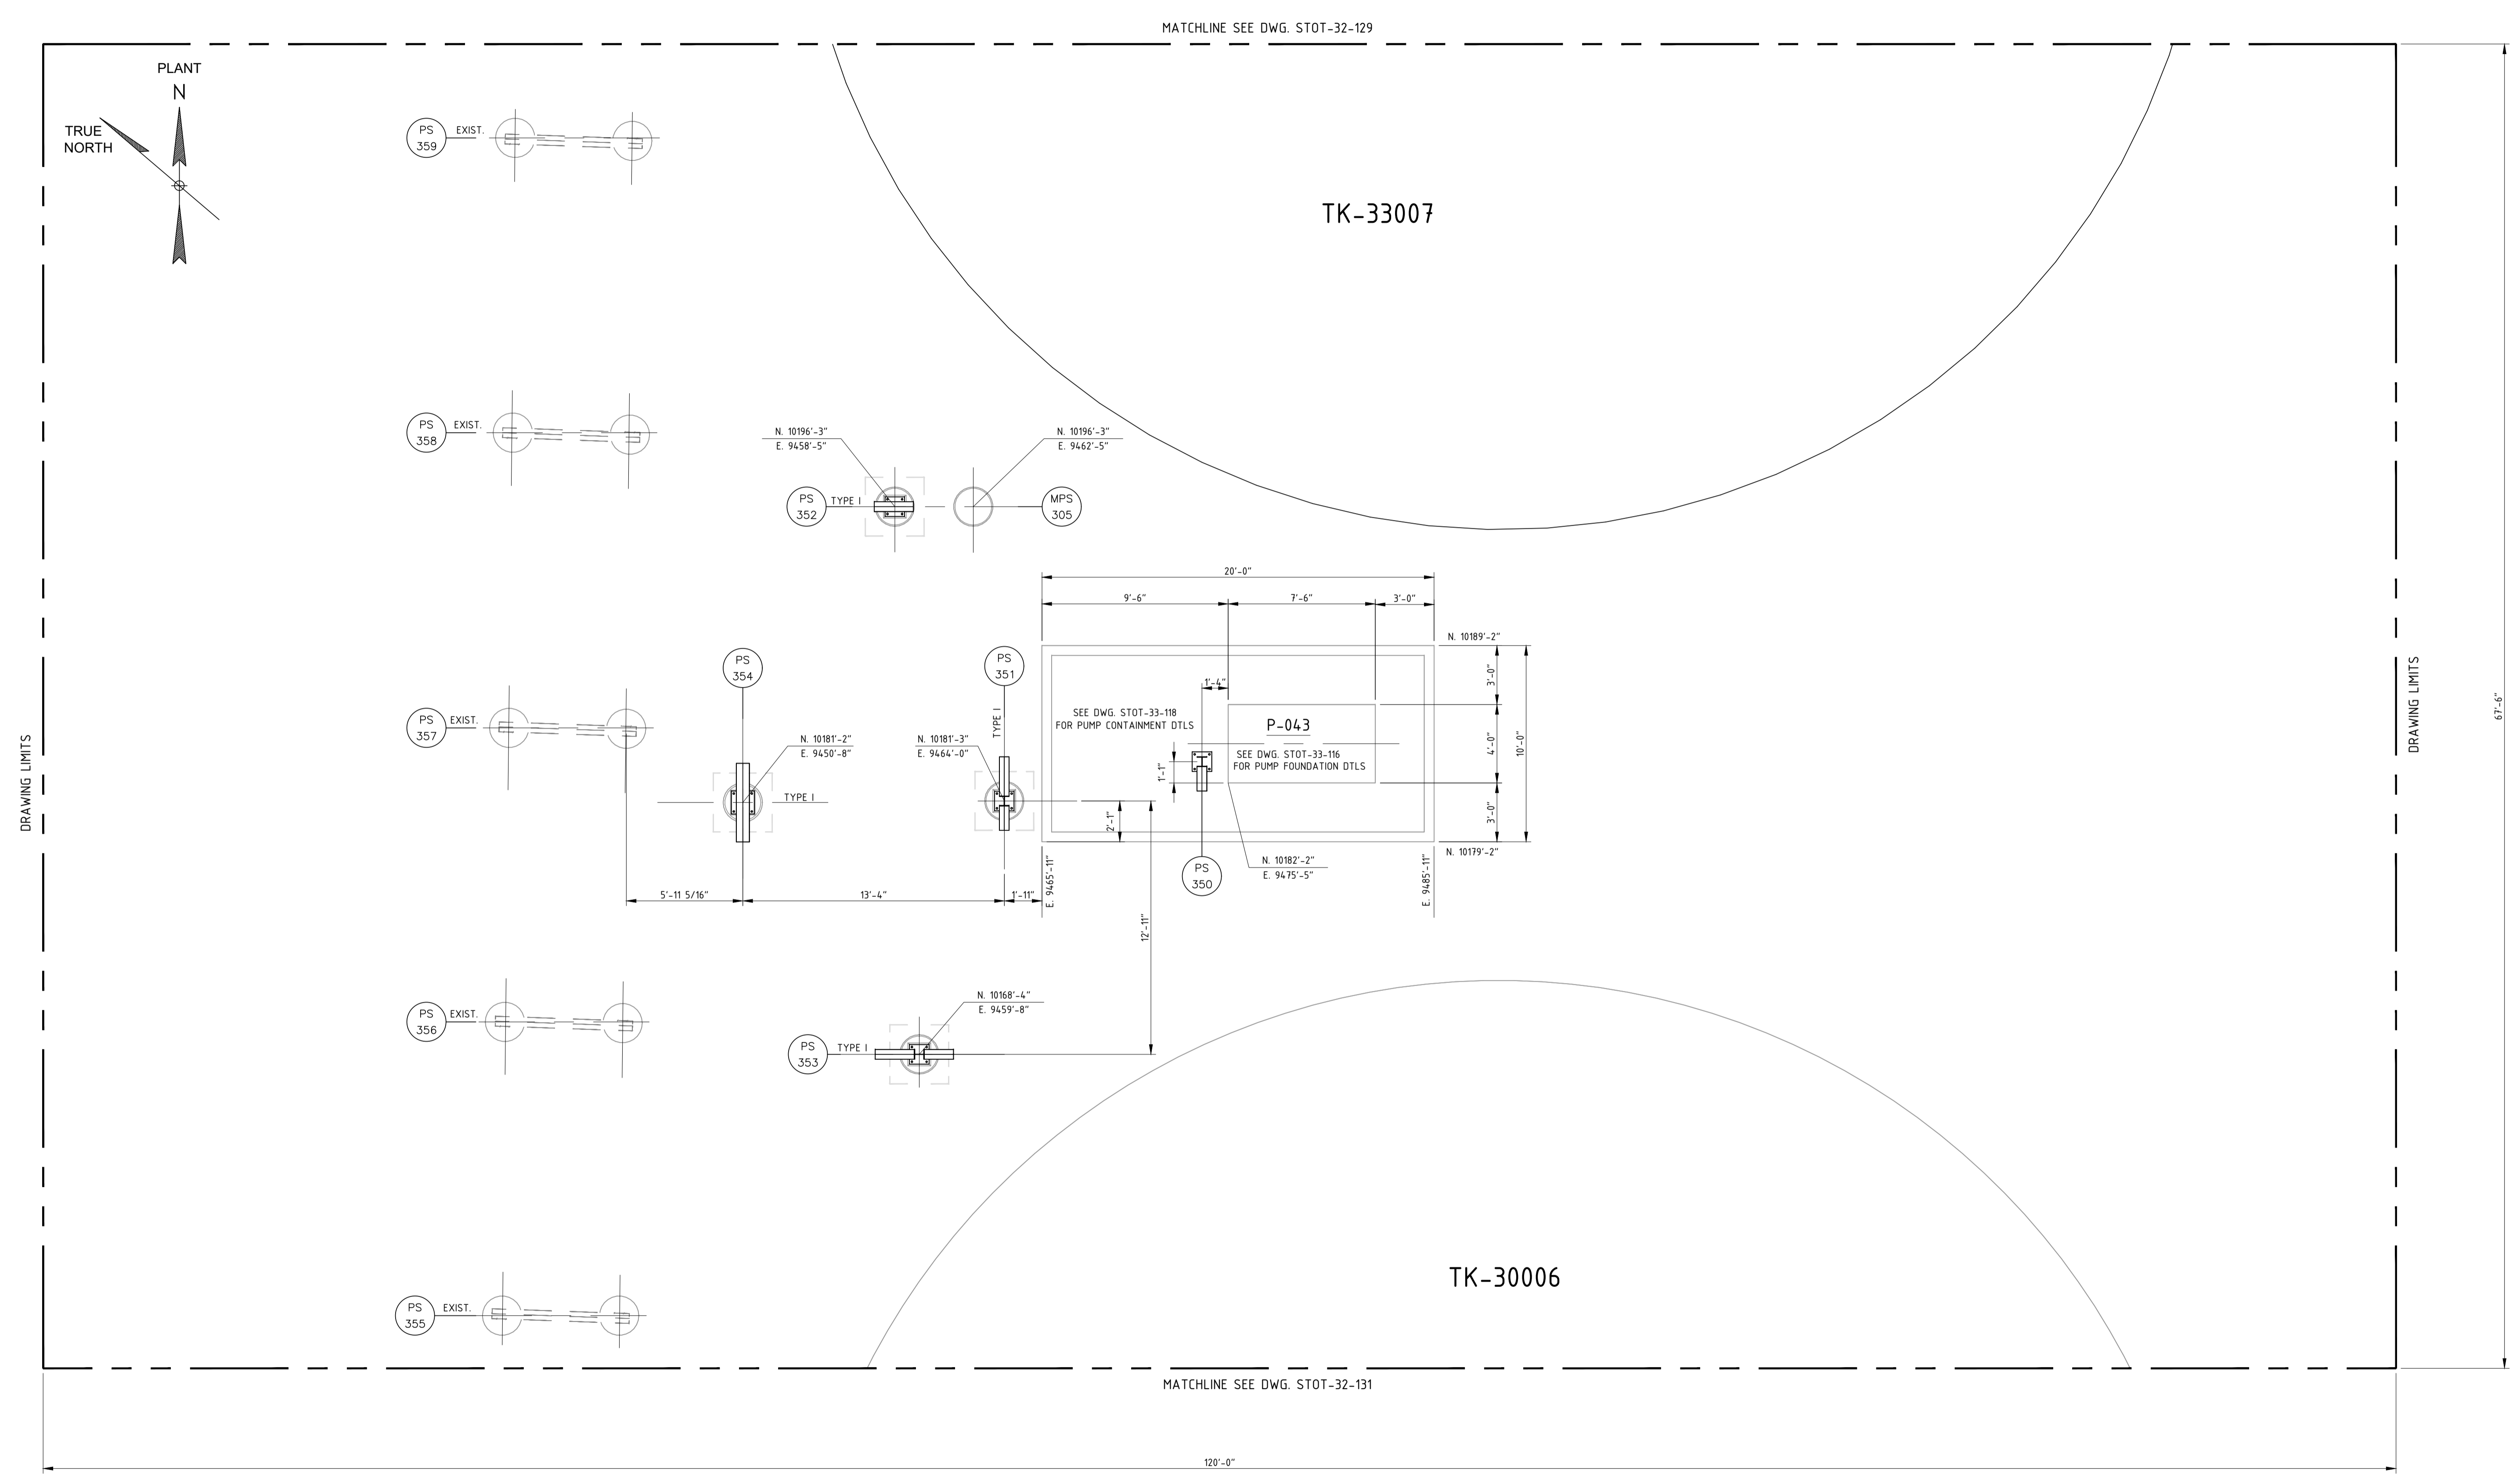 MATCHLINE SEE DWG. STOT-32-129
PLANT
N
TRUE
NORTH
PS
359
EXIST.
TK-33007
PS
358
EXIST.
N. 10196'-3"
E. 9458'-5"
N. 10196'-3"
E. 9462'-5"
PS
352
TYPE I
MPS
305
20'-0"
9'-6"
7'-6"
3'-0"
N. 10189'-2"
PS
354
PS
351
TYPE I
1'-4"
3'-0"
SEE DWG. STOT-33-118
FOR PUMP CONTAINMENT DTLS
P-043
SEE DWG. STOT-33-116
FOR PUMP FOUNDATION DTLS
4'-0"
10'-0"
PS
357
EXIST.
N. 10181'-2"
E. 9450'-8"
N. 10181'-3"
E. 9464'-0"
1'-1"
TYPE I
2'-1"
3'-0"
N. 10179'-2"
DRAWING LIMITS
DRAWING LIMITS
67'-6"
N. 10182'-2"
E. 9475'-5"
PS
350
E. 9465'-11"
E. 9485'-11"
5'-11 5/16"
13'-4"
1'-11"
12'-11"
N. 10168'-4"
E. 9459'-8"
PS
356
EXIST.
PS
353
TYPE I
TK-30006
PS
355
EXIST.
MATCHLINE SEE DWG. STOT-32-131
120'-0"